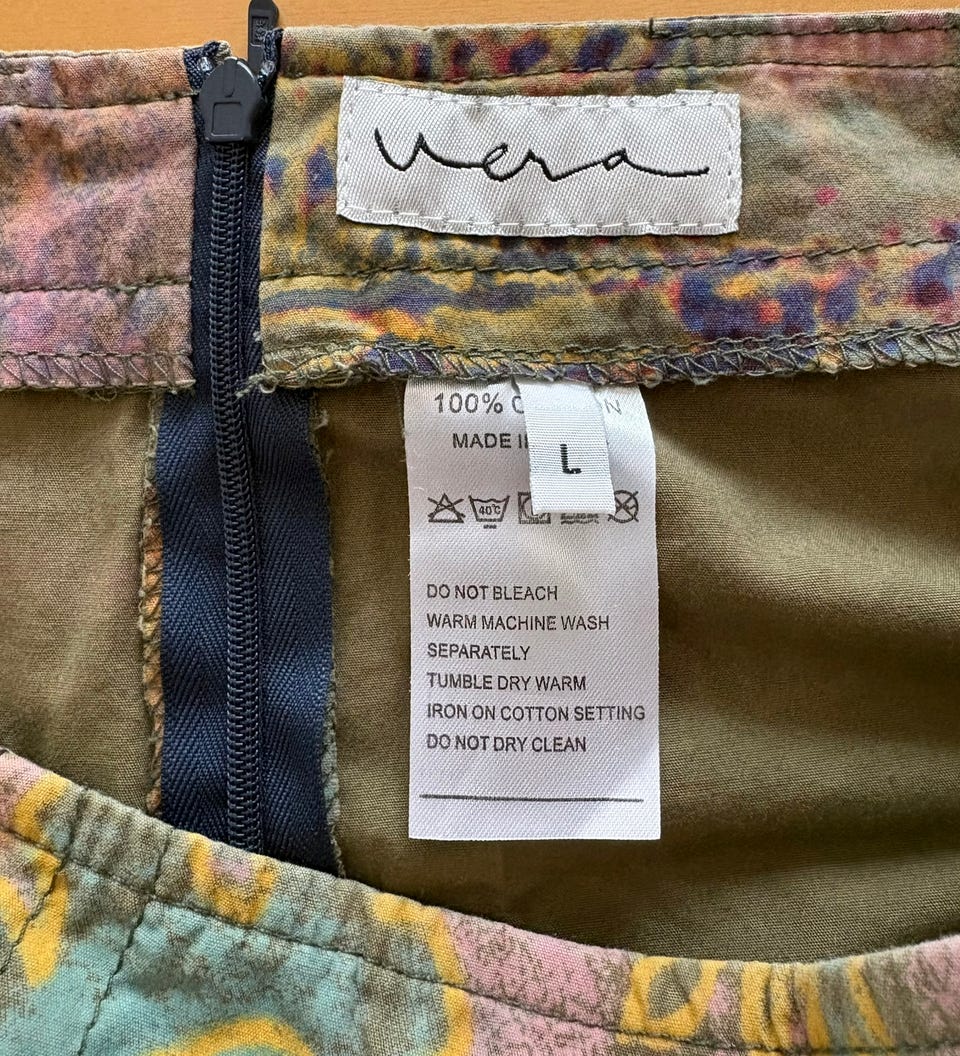 vera
100%
MADE
L
40°C
DO NOT BLEACH
WARM MACHINE WASH
SEPARATELY
TUMBLE DRY WARM
IRON ON COTTON SETTING
DO NOT DRY CLEAN